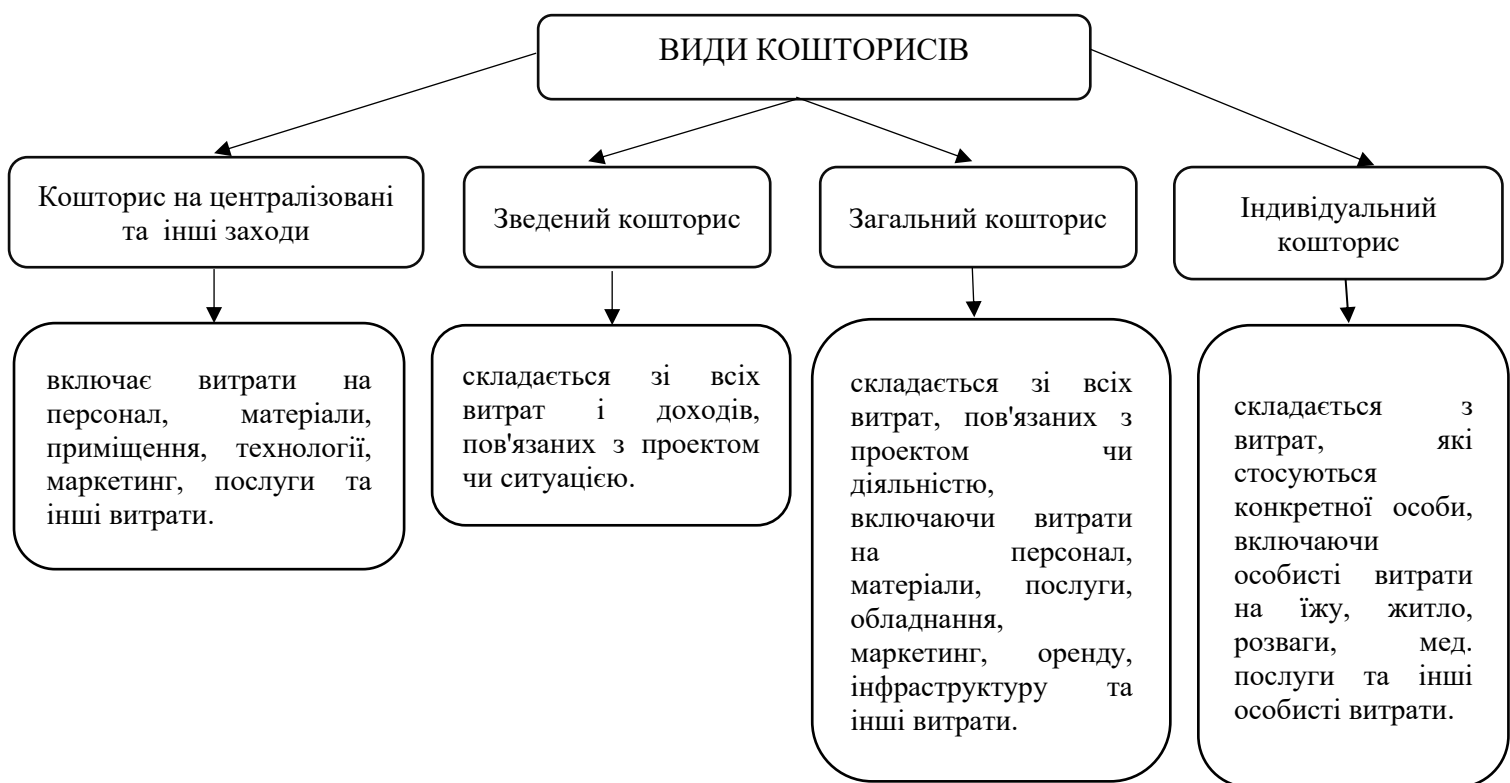 ВИДИ КОШТОРИСІВ
Кошторис на централізовані
та інші заходи
Зведений кошторис
Загальний кошторис
Індивідуальний
кошторис
включає витрати на
персонал, матеріали,
приміщення, технології,
маркетинг, послуги та
інші витрати.
складається зі всіх
витрат і доходів,
пов'язаних з проектом
чи ситуацією.
складається зі всіх
витрат, пов'язаних з
проектом чи
діяльністю,
включаючи витрати
на персонал,
матеріали, послуги,
обладнання,
маркетинг, оренду,
інфраструктуру та
інші витрати.
складається з
витрат, які
стосуються
конкретної особи,
включаючи
особисті витрати
на їжу, житло,
розваги, мед.
послуги та інші
особисті витрати.